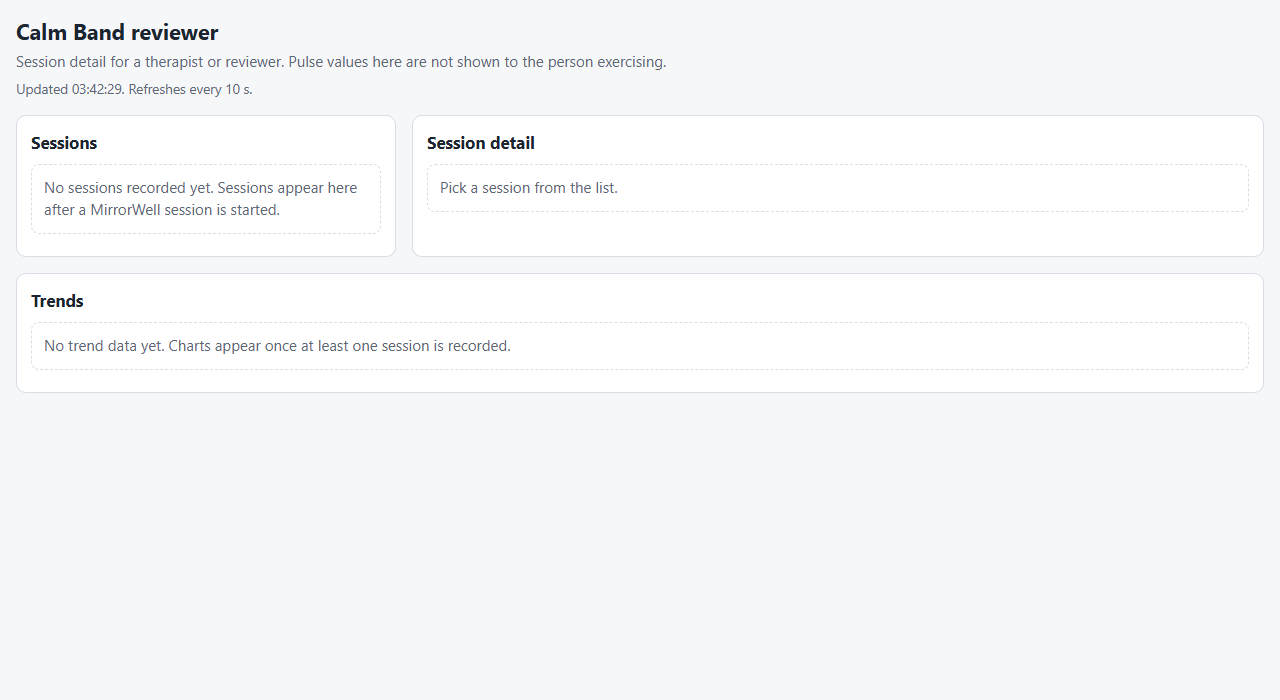 Calm Band reviewer
Session detail for a therapist or reviewer. Pulse values here are not shown to the person exercising.
Updated 03:42:29. Refreshes every 10 s.
Sessions
No sessions recorded yet. Sessions appear here
after a MirrorWell session is started.
Session detail
Pick a session from the list.
Trends
No trend data yet. Charts appear once at least one session is recorded.